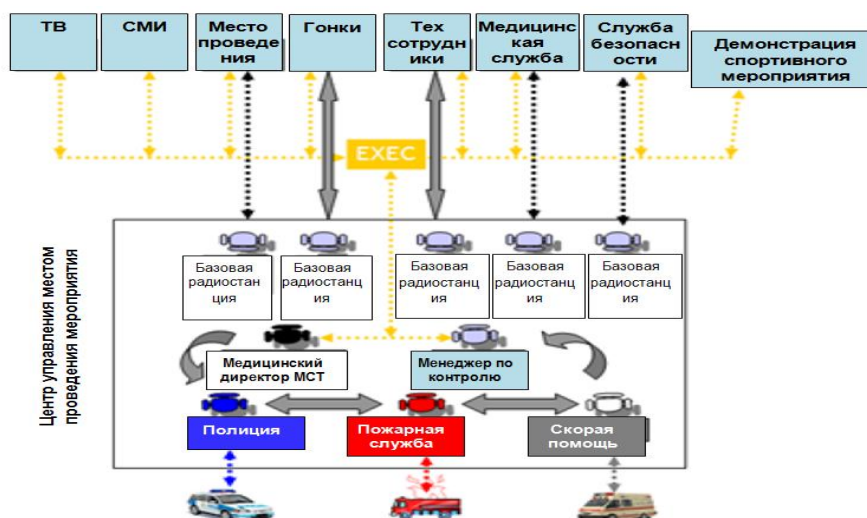 ТВ
СМИ
Место
проведе
ния
Гонки
Тех
сотрудн
ики
Медицинс
кая
служба
Служба
безопасн
ости
Демонстрация
спортивного
мероприятия
EXEC
Центр управления местом
проведения мероприятия
Базовая
радиостан
ция
Базовая
радиостанц
ия
Базовая
радиостанц
ия
Базовая
радиостанц
ия
Базовая
радиостанц
ия
Медицинский
директор МСТ
Менеджер по
контролю
Полиция
Пожарная
служба
Скорая
помощь